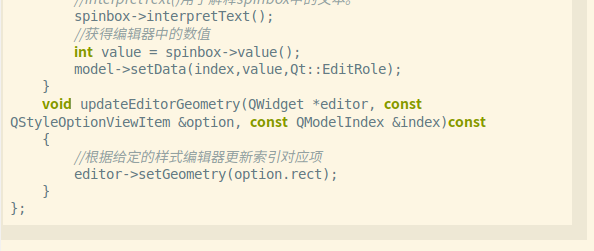 //interpretText()用于解释spinbox中的文本。
spinbox->interpretText();
//获得编辑器中的数值
int value = spinbox->value();
model->setData(index,value,Qt::EditRole);
}
void updateEditorGeometry(QWidget *editor, const
QStyleOptionViewItem &option, const QModelIndex &index)const
{
//根据给定的样式编辑器更新索引对应项
editor->setGeometry(option.rect);
}
};